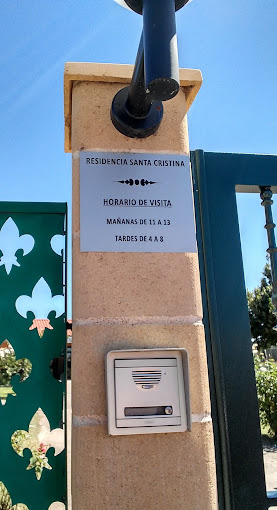 RESIDENCIA SANTA CRISTINA
HORARIO DE VISITA
MAÑANAS DE 11 A 13
TARDES DE 4 A 8